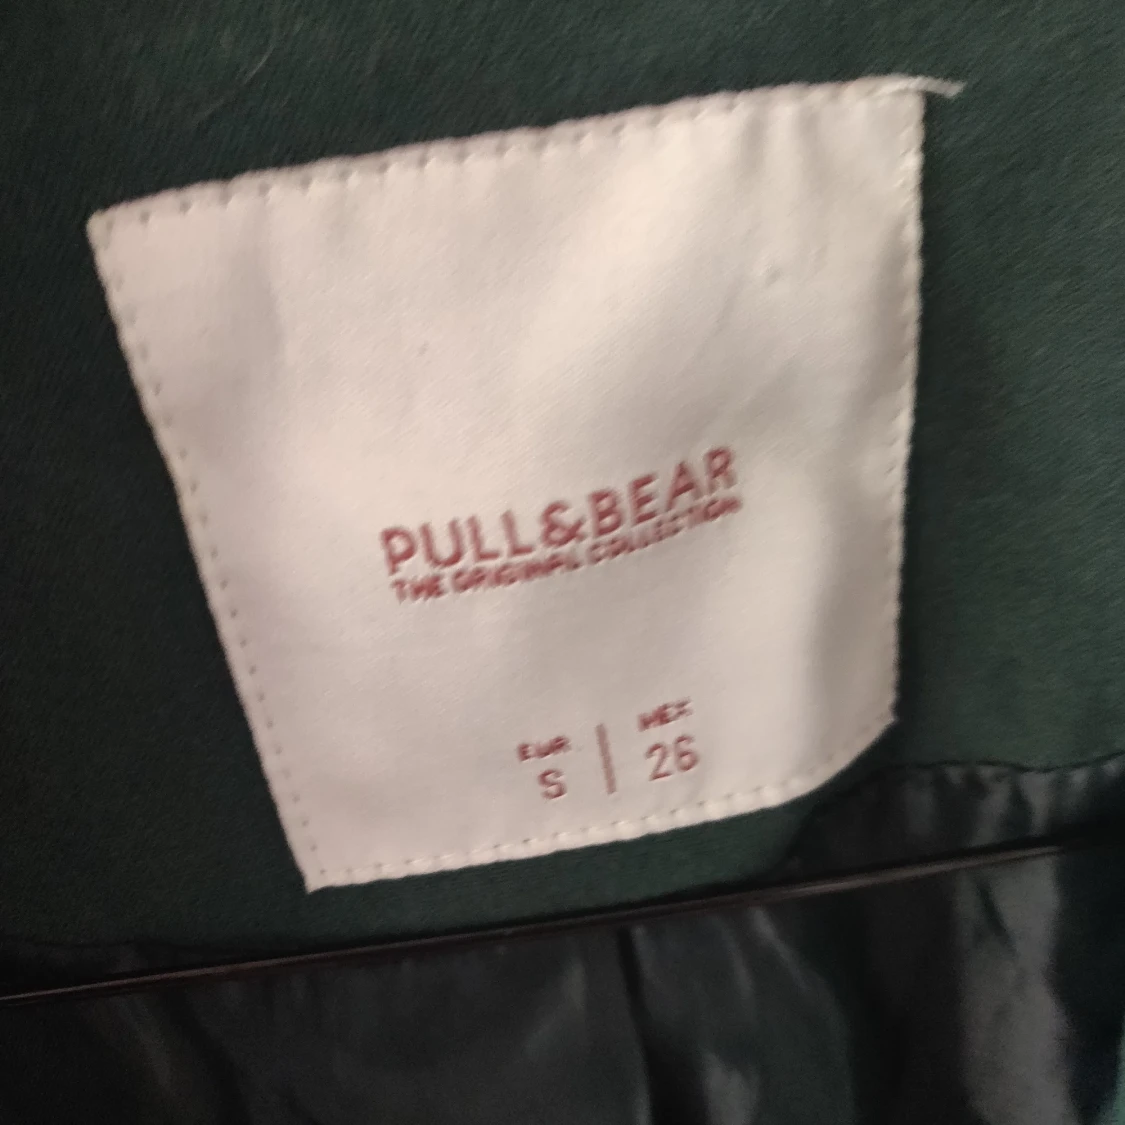 PULL&BEAR
THE ORIGINAL COLLECTION
EUR MEX
S 26